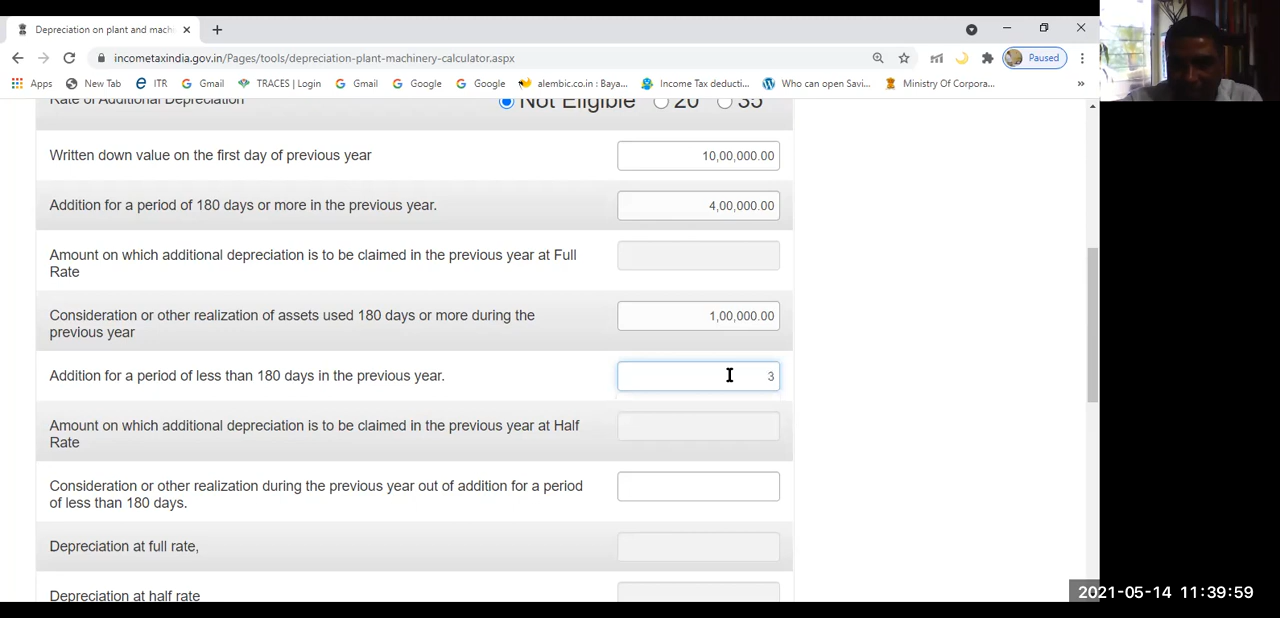 Depreciation on plant and mach
incometaxindia.gov.in/Pages/tools/depreciation-plant-machinery-calculator.aspx
Paused
Apps New Tab ITR Gmail TRACES | Login Gmail Google Google alembic.co.in : Baya... Income Tax deducti... Who can open Savi... Ministry Of Corpora... »
Rate of Additional Depreciation Not Eligible 20 35
Written down value on the first day of previous year 10,00,000.00
Addition for a period of 180 days or more in the previous year. 4,00,000.00
Amount on which additional depreciation is to be claimed in the previous year at Full
Rate
Consideration or other realization of assets used 180 days or more during the 1,00,000.00
previous year
Addition for a period of less than 180 days in the previous year. 3
Amount on which additional depreciation is to be claimed in the previous year at Half
Rate
Consideration or other realization during the previous year out of addition for a period
of less than 180 days.
Depreciation at full rate,
Depreciation at half rate
2021-05-14 11:39:59